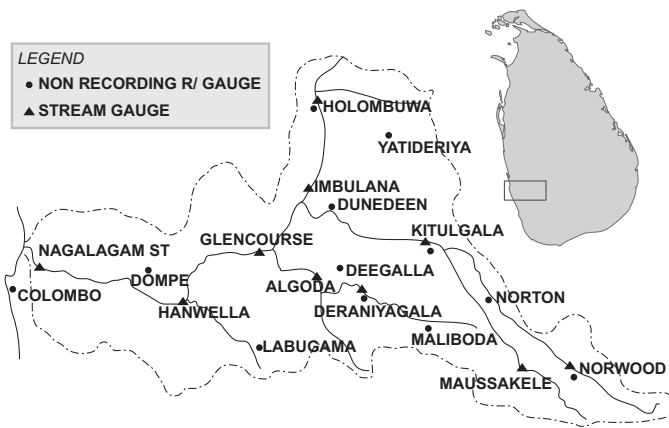 LEGEND
NON RECORDING R/ GAUGE
STREAM GAUGE
HOLOMBUWA
YATIDERIYA
IMBULANA
DUNEDEEN
KITULGALA
GLENCOURSE
NAGALAGAM ST
DOMPE
DEEGALLA
ALGODA
COLOMBO
HANWELLA
DERANIYAGALA
NORTON
MALIBODA
LABUGAMA
NORWOOD
MAUSSAKELE